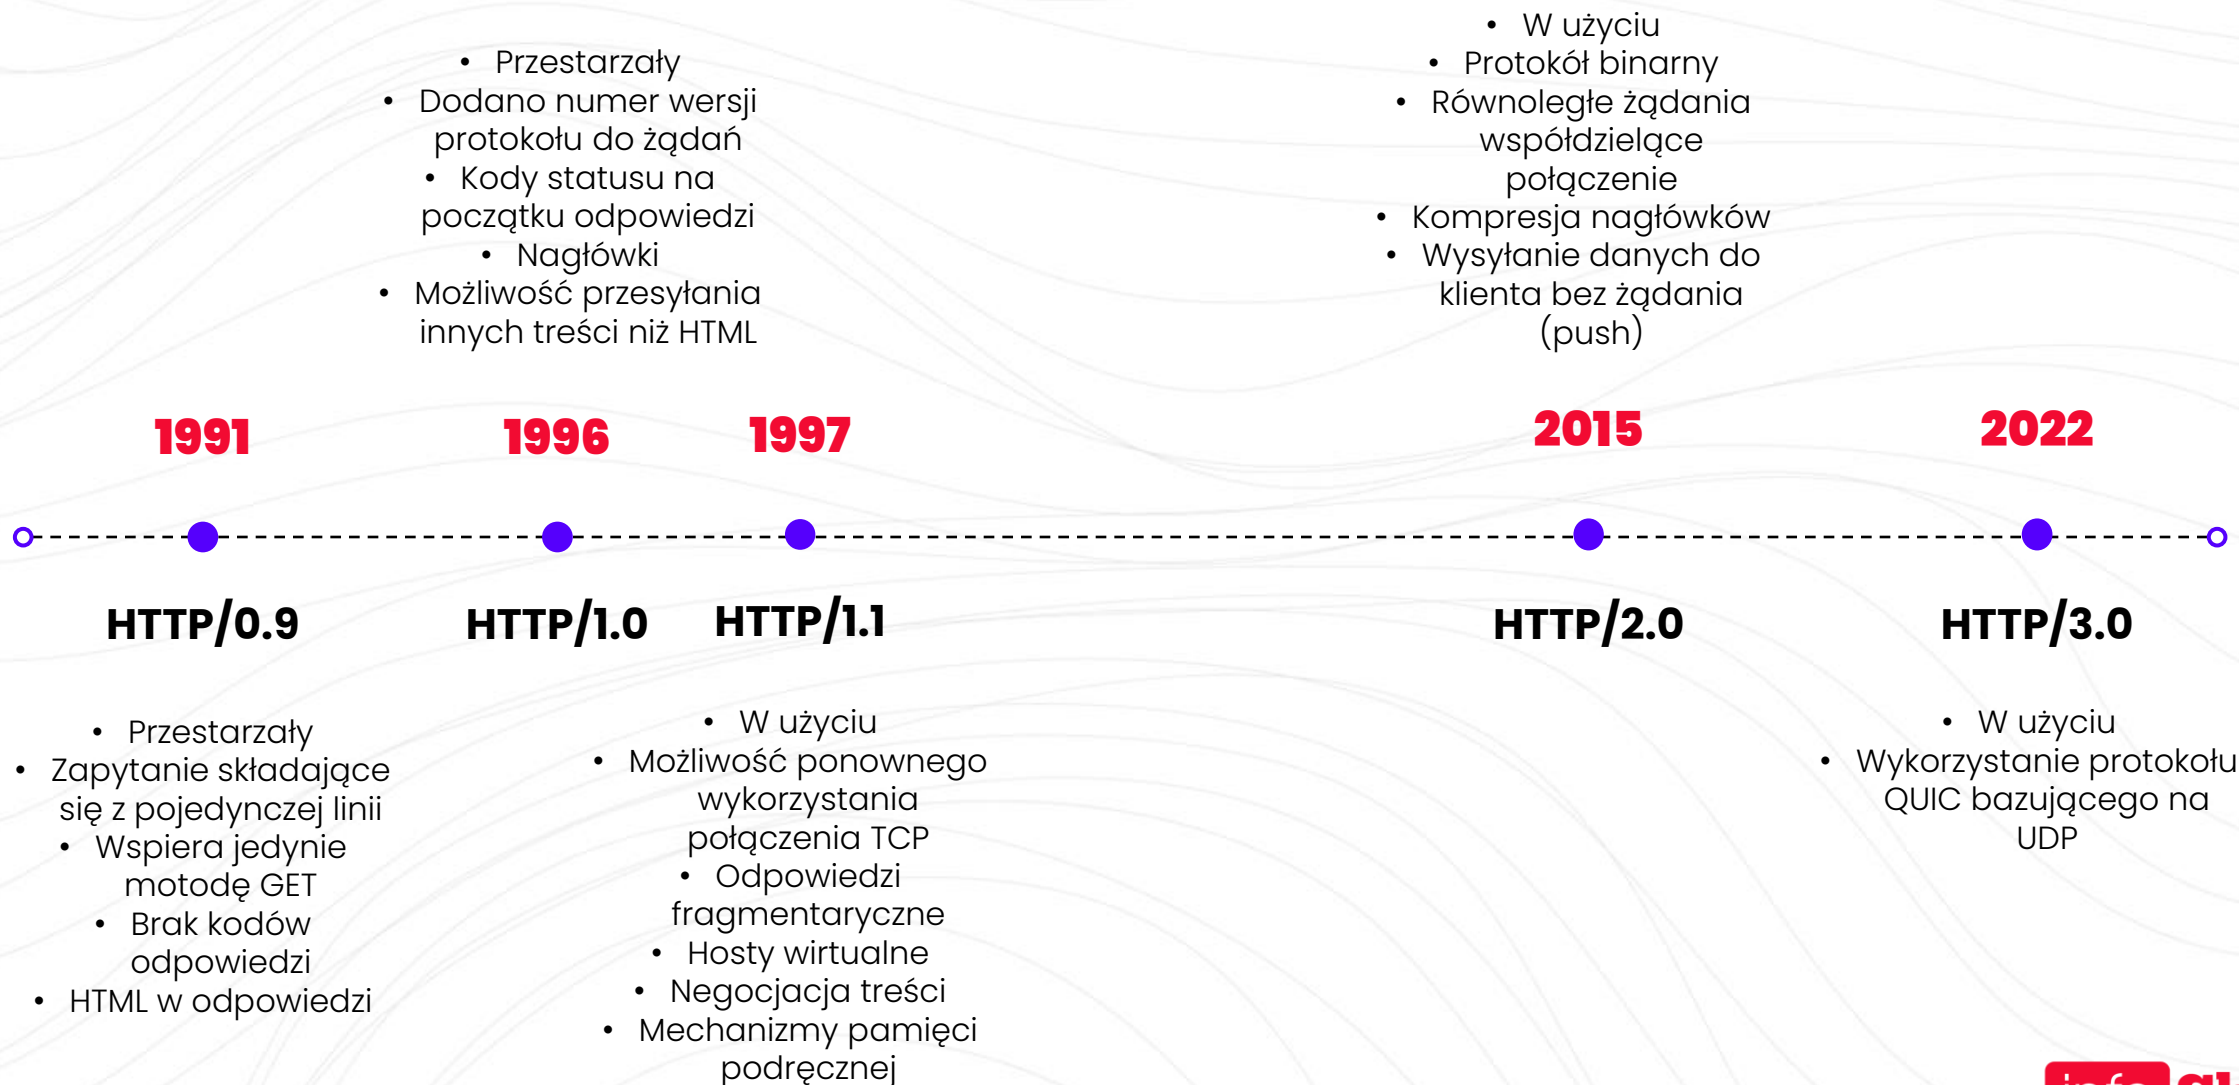 • Przestarzały
• Dodano numer wersji
protokołu do żądań
• Kody statusu na
początku odpowiedzi
• Nagłówki
• Możliwość przesyłania
innych treści niż HTML
• W użyciu
• Protokół binarny
• Równoległe żądania
współdzielące
połączenie
• Kompresja nagłówków
• Wysyłanie danych do
klienta bez żądania
(push)
1991
1996
1997
2015
2022
HTTP/0.9
HTTP/1.0
HTTP/1.1
HTTP/2.0
HTTP/3.0
• Przestarzały
• Zapytanie składające
się z pojedynczej linii
• Wspiera jedynie
motodę GET
• Brak kodów
odpowiedzi
• HTML w odpowiedzi
• W użyciu
• Możliwość ponownego
wykorzystania
połączenia TCP
• Odpowiedzi
fragmentaryczne
• Hosty wirtualne
• Negocjacja treści
• Mechanizmy pamięci
podręcznej
• W użyciu
• Wykorzystanie protokołu
QUIC bazującego na
UDP